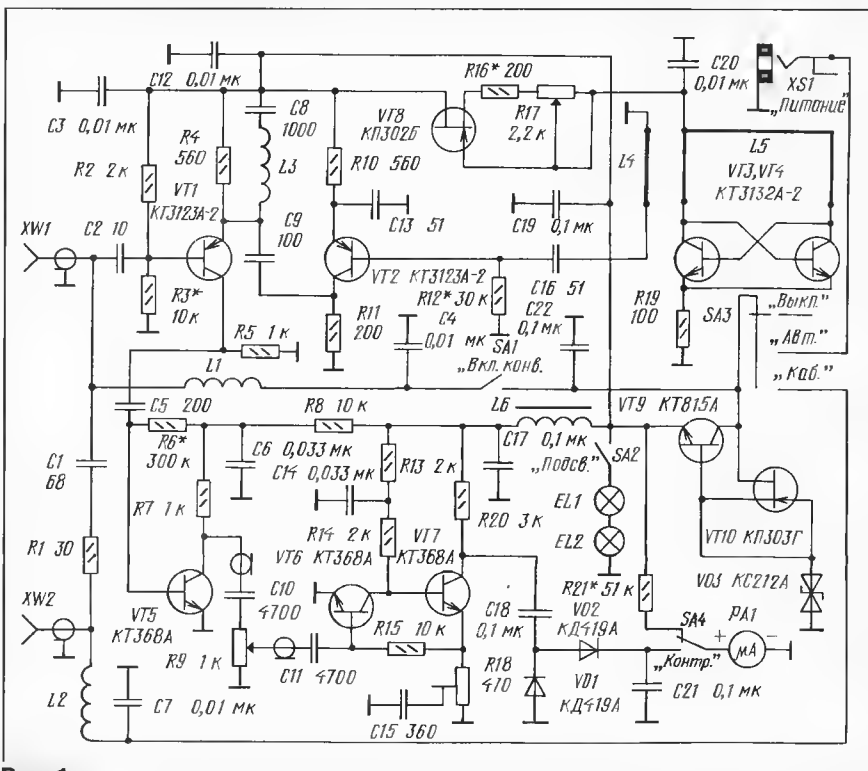 C12 0,01 мк
C3 0,01 мк
C8
1000
R16* 200
VT8
КП302Б
R17
2,2 к
C20
0,01 мк
XS1
„Питание"
R4
560
R2 2к
VT1
КТ3123А-2
L3
R10 560
L4
L5
VT3, VT4
КТ3132А-2
C13 51
C19 0,1 мк
XW1
C2 10
C9
100
VT2 КТ3123А-2
R3*
10 к
R12* 30 к
C16 51
R11
200
C4
0,01 мк
C22
0,1 мк
R19
100
SA3
„Выкл."
„Авт."
„Каб."
R5 1 к
SA1
„Вкл. конв."
L1
L6
VT9 КТ815А
C5 200
R8 10 к
R6*
300 к
C6 0,033 мк
C14 0,033 мк
C17 0,1 мк
„Подсв."
SA2
C1
68
R13 2 к
EL1
EL2
R7 1 к
R14 2 к
VT7
КТ368А
R20 3 к
VT10 КП303Г
R1 30
VT6
КТ368А
C18
0,1 мк
R21* 51 к
VD3 КС212А
VT5
КТ368А
C10
4700
VD2
КД419А
SA4
PA1
+ -
μA
XW2
R15 10 к
„Контр."
R9 1 к
C11 4700
R18
470
VD1
КД419А
C21 0,1 мк
L2
C7 0,01 мк
C15 360